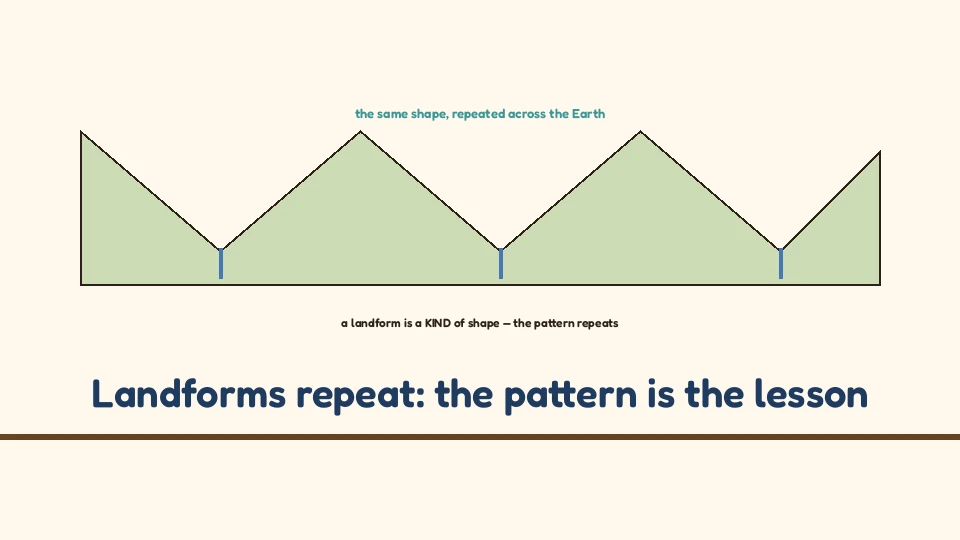 the same shape, repeated across the Earth
a landform is a KIND of shape — the pattern repeats
Landforms repeat: the pattern is the lesson